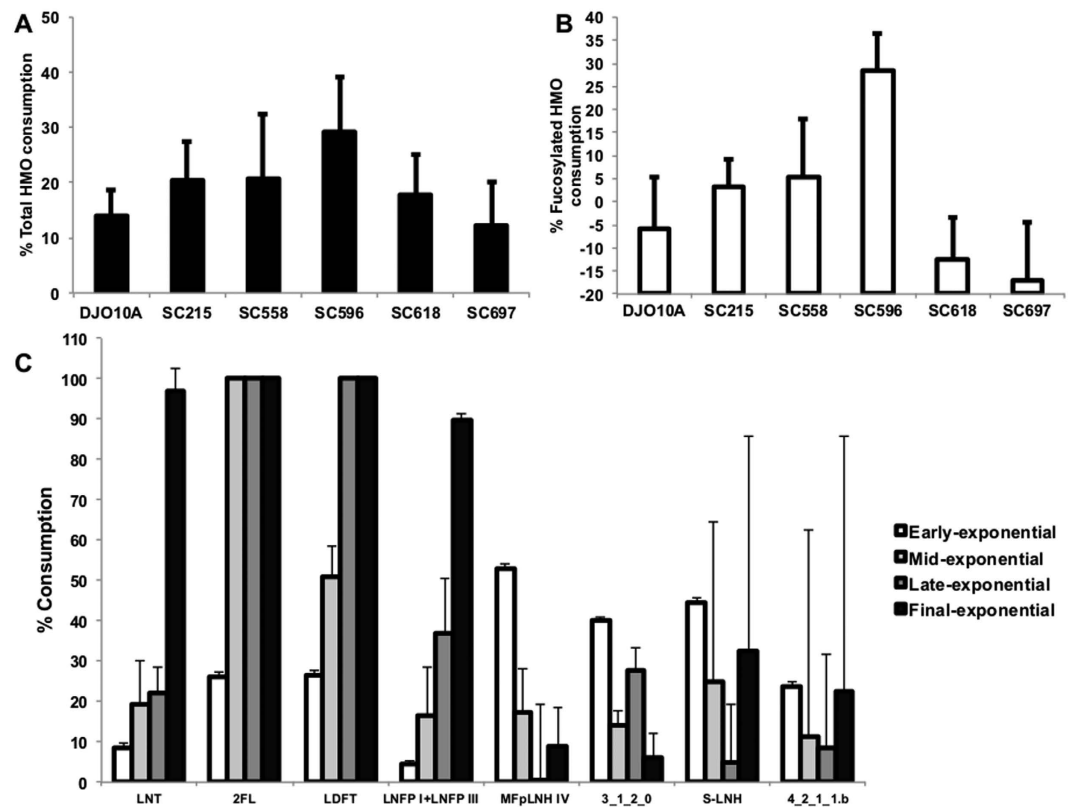 A
% Total HMO consumption
50
40
30
20
10
0
DJO10A SC215 SC558 SC596 SC618 SC697
B
% Fucosylated HMO
consumption
40
35
30
25
20
15
10
5
0
-5
-10
-15
-20
DJO10A SC215 SC558 SC596 SC618 SC697
C
% Consumption
110
100
90
80
70
60
50
40
30
20
10
0
LNT 2FL LDFT LNFP I+LNFP III MFpLNH IV 3_1_2_0 S-LNH 4_2_1_1.b
Early-exponential
Mid-exponential
Late-exponential
Final-exponential